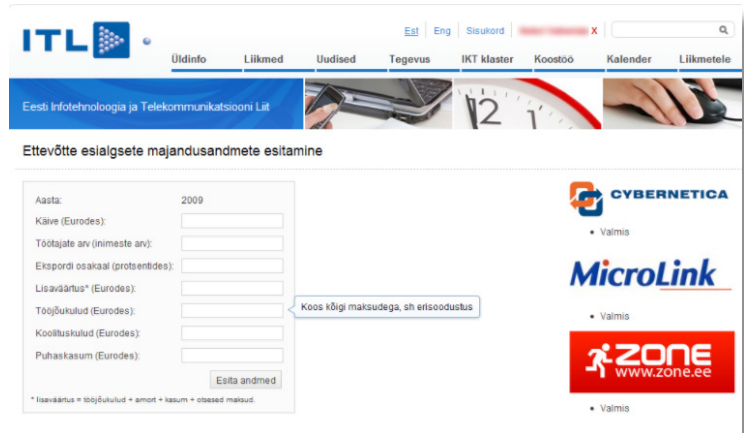 ITL
Est Eng Sisukord X
Üldinfo Liikmed Uudised Tegevus IKT klaster Koostöö Kalender Liikmetele
Eesti Infotehnoloogia ja Telekommunikatsiooni Liit
12
1
Ettevõtte esialgsete majandusandmete esitamine
Aasta: 2009
Käive (Eurodes):
Töötajate arv (inimeste arv):
Ekspordi osakaal (protsentides):
Lisaväärtus* (Eurodes):
Tööjõukulud (Eurodes):
Koos kõigi maksudega, sh erisoodustus
Koolituskulud (Eurodes):
Puhaskasum (Eurodes):
Esita andmed
* lisaväärtus = tööjõukulud + amort + kasum + otsesed maksud.
CYBERNETICA
• Valmis
MicroLink
• Valmis
ZONE
www.zone.ee
• Valmis